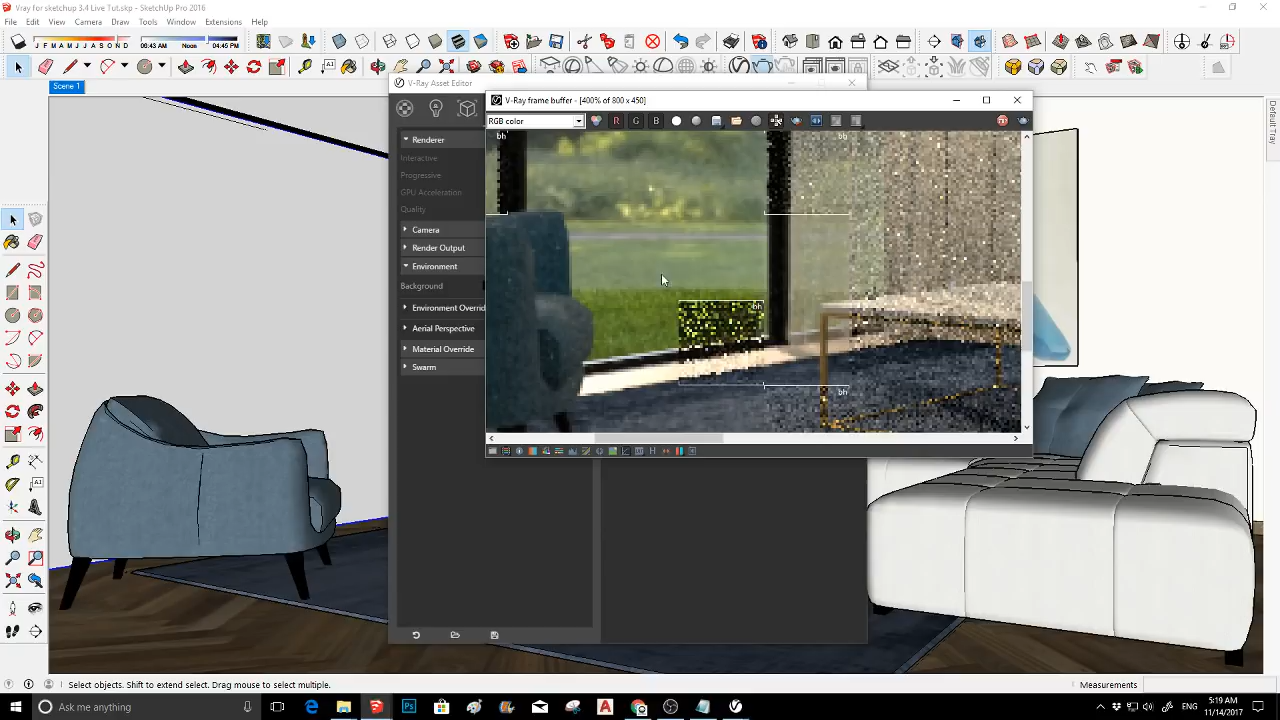 Vray for sketchup 3.4 Live Tut.skp - SketchUp Pro 2016
File Edit View Camera Draw Tools Window Extensions
J F M A M J J A S O N D 06:43 AM Noon 04:45 PM
Scene 1
V-Ray Asset Editor
V-Ray frame buffer - [400% of 800 x 450]
RGB color
R G B
Renderer
Interactive
Progressive
GPU Acceleration
Quality
Camera
Render Output
Environment
Background
Environment Overrid
Aerial Perspective
Material Override
Swarm
bh
bh
bh
bh
Default Tray
Select objects. Shift to extend select. Drag mouse to select multiple.
Measurements
Ask me anything
5:19 AM
11/14/2017